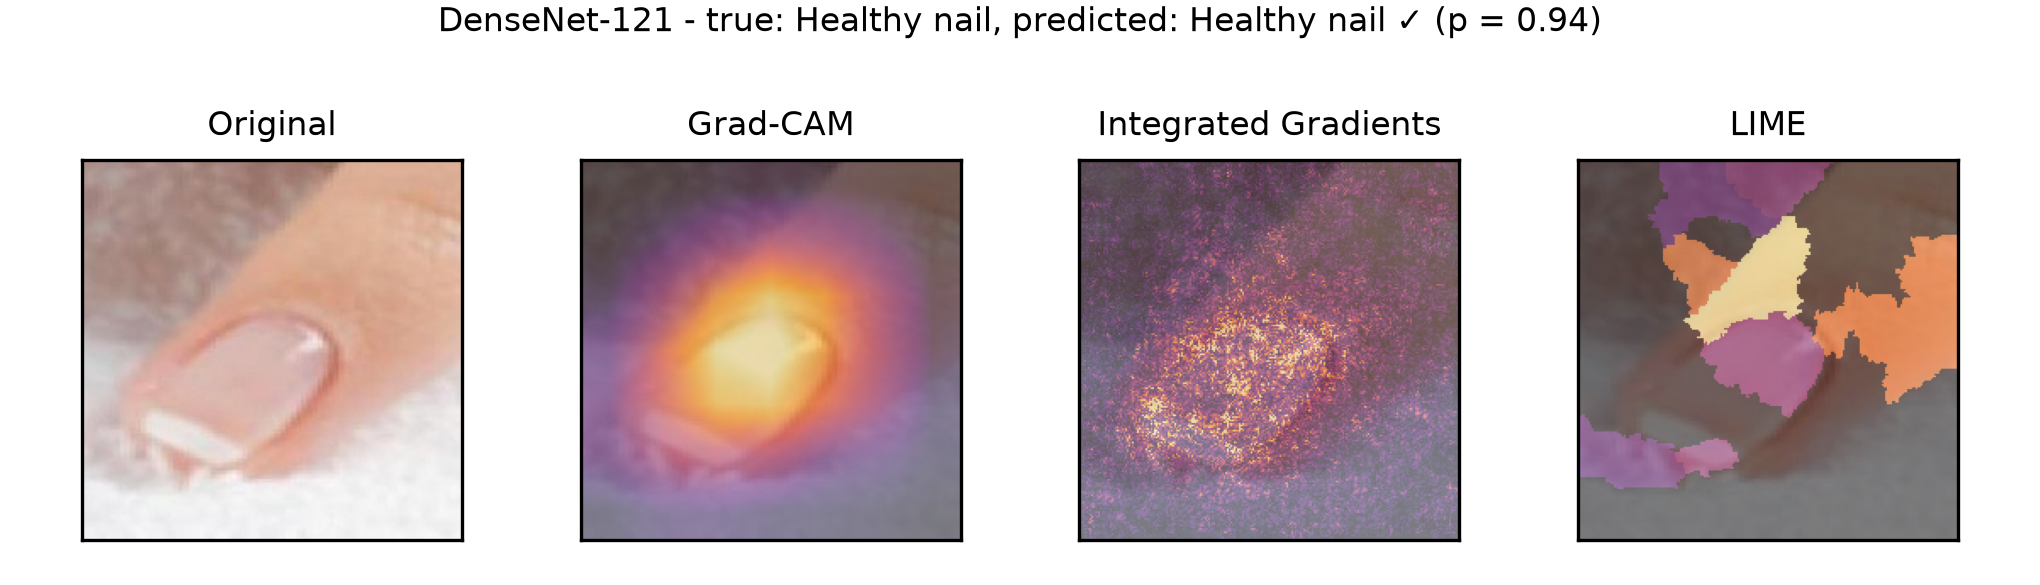 DenseNet-121 - true: Healthy nail, predicted: Healthy nail ✓ (p = 0.94)
Original
Grad-CAM
Integrated Gradients
LIME